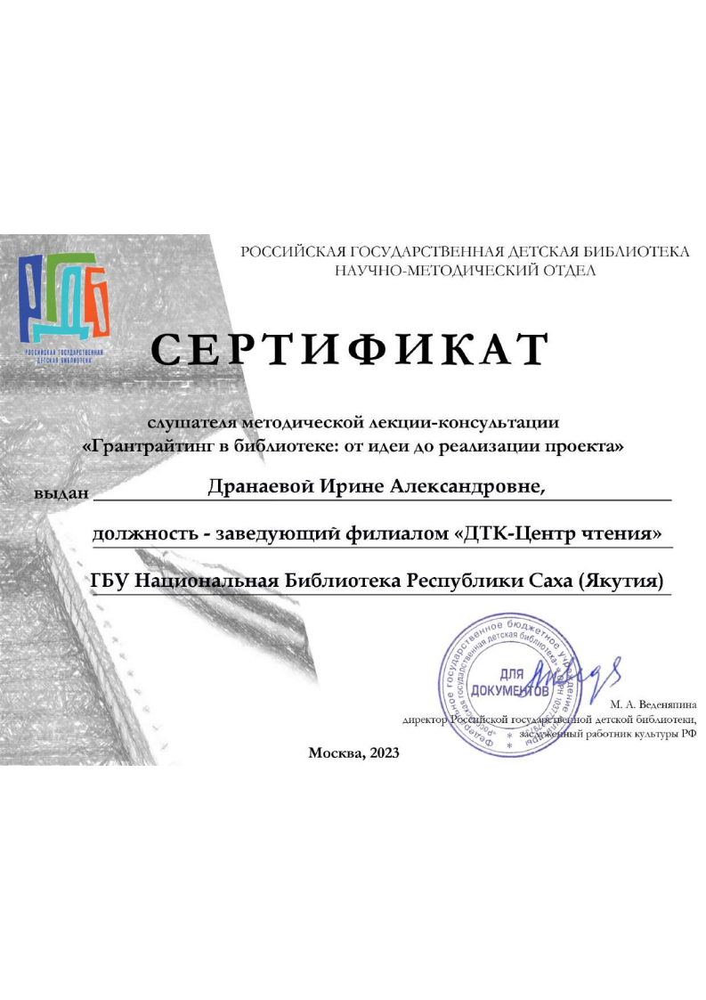 РОССИЙСКАЯ ГОСУДАРСТВЕННАЯ ДЕТСКАЯ БИБЛИОТЕКА
НАУЧНО-МЕТОДИЧЕСКИЙ ОТДЕЛ
РГДБ
РОССИЙСКАЯ ГОСУДАРСТВЕННАЯ
ДЕТСКАЯ БИБЛИОТЕКА
СЕРТИФИКАТ
слушателя методической лекции-консультации
«Грантрайтинг в библиотеке: от идеи до реализации проекта»
выдан Дранаевой Ирине Александровне,
должность - заведующий филиалом «ДТК-Центр чтения»
ГБУ Национальная Библиотека Республики Саха (Якутия)
Федеральное государственное бюджетное учреждение культуры
«Российская государственная детская библиотека» * ОГРН
ДЛЯ
ДОКУМЕНТОВ
М. А. Веденяпина
директор Российской государственной детской библиотеки,
заслуженный работник культуры РФ
Москва, 2023